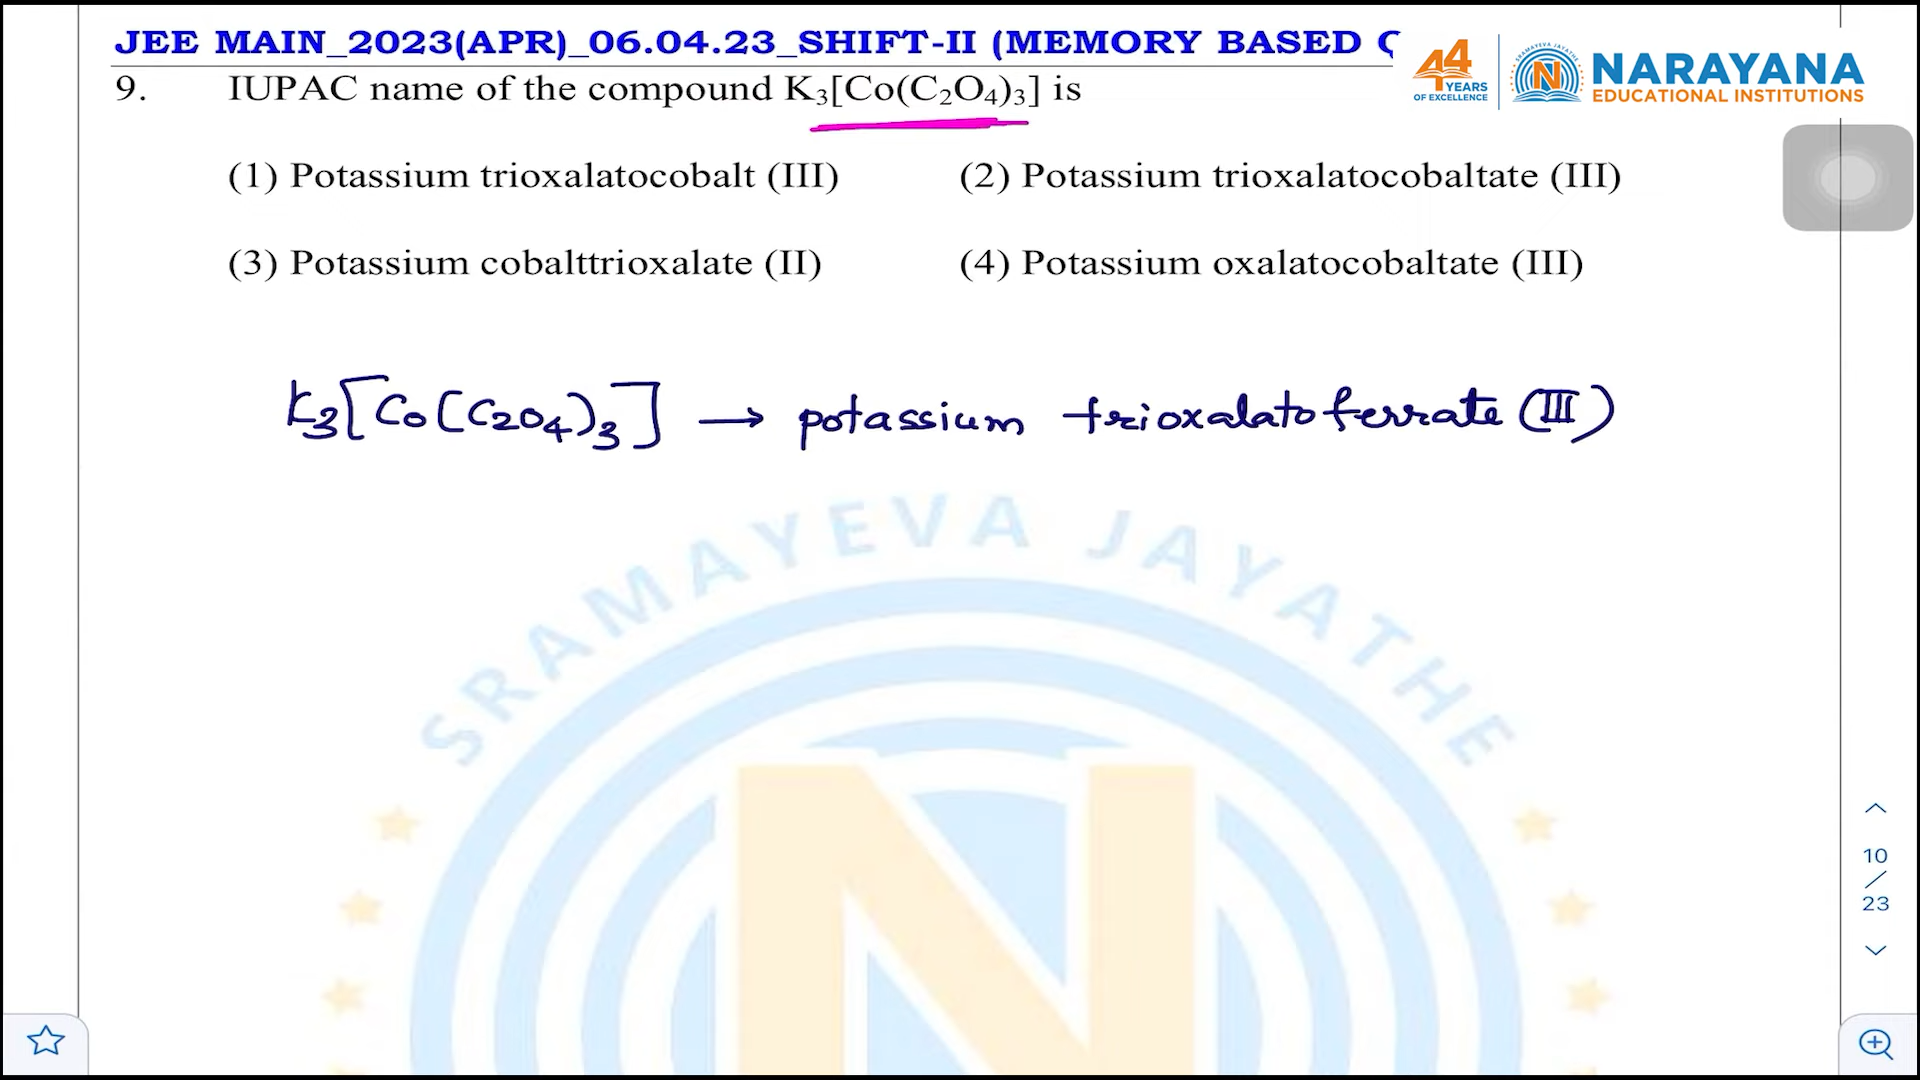 JEE MAIN_2023(APR)_06.04.23_SHIFT-II (MEMORY BASED Q
44 YEARS OF EXCELLENCE
SRAMAYEVA JAYATHE
N
NARAYANA
EDUCATIONAL INSTITUTIONS
9. IUPAC name of the compound K₃[Co(C₂O₄)₃] is
(1) Potassium trioxalatocobalt (III) (2) Potassium trioxalatocobaltate (III)
(3) Potassium cobalttrioxalate (II) (4) Potassium oxalatocobaltate (III)
K₃[Co(C₂O₄)₃] → potassium trioxalatoferrate (III)
SRAMAYEVA JAYATHE
N
10
/
23